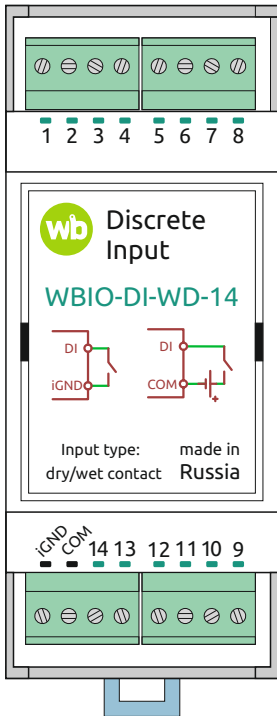 1 2 3 4 5 6 7 8
wb
Discrete
Input
WBIO-DI-WD-14
DI
iGND
DI
COM
+
Input type:
dry/wet contact
made in
Russia
iGND COM 14 13 12 11 10 9